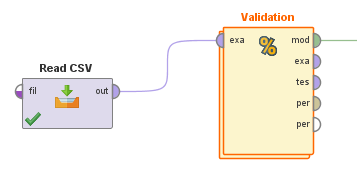 Validation
exa
mod
exa
tes
per
per
Read CSV
fil
out